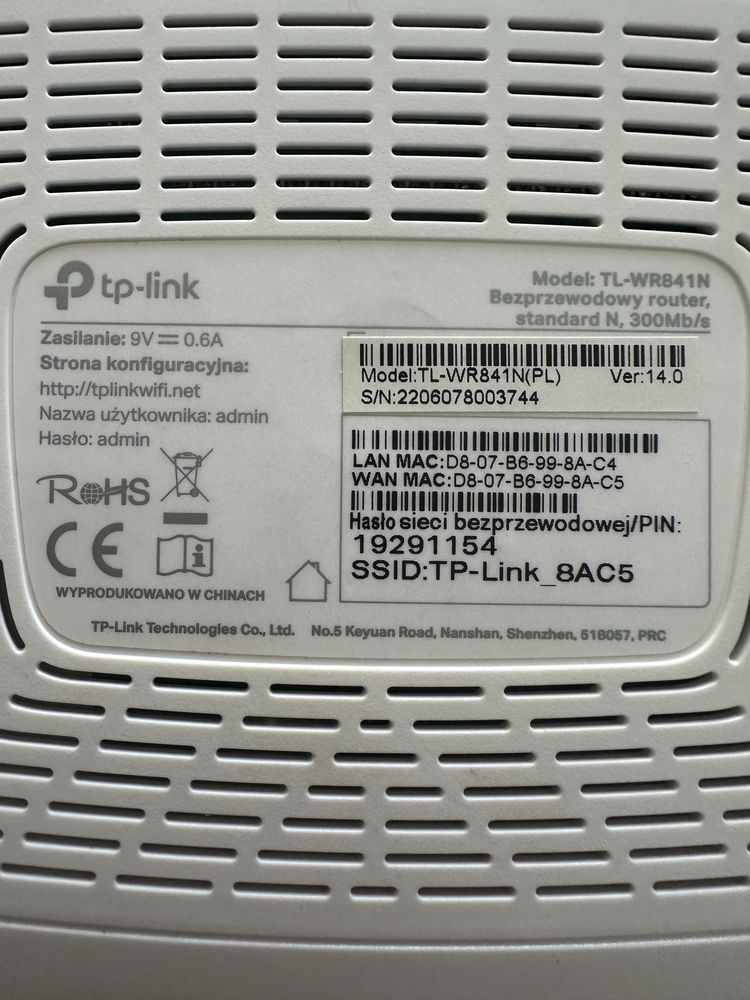 tp-link
Model: TL-WR841N
Bezprzewodowy router,
standard N, 300Mb/s
Zasilanie: 9V ⎓ 0.6A
Strona konfiguracyjna:
http://tplinkwifi.net
Nazwa użytkownika: admin
Hasło: admin
RoHS
CE
WYPRODUKOWANO W CHINACH
Model:TL-WR841N(PL) Ver:14.0
S/N:2206078003744
LAN MAC:D8-07-B6-99-8A-C4
WAN MAC:D8-07-B6-99-8A-C5
Hasło sieci bezprzewodowej/PIN:
19291154
SSID:TP-Link_8AC5
TP-Link Technologies Co., Ltd. No.5 Keyuan Road, Nanshan, Shenzhen, 518057, PRC